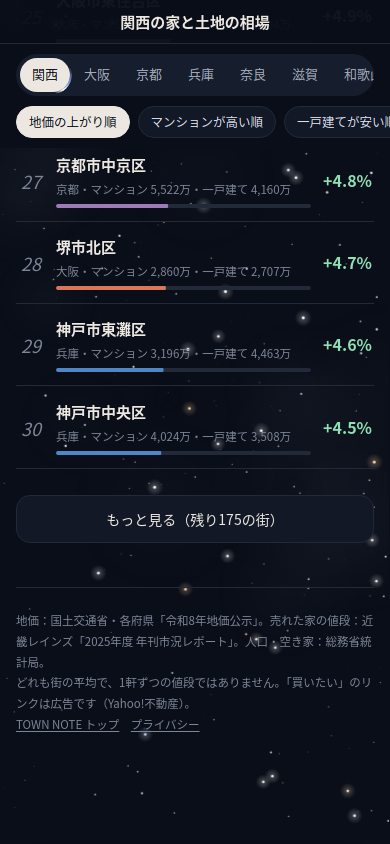 関西の家と土地の相場
関西 大阪 京都 兵庫 奈良 滋賀
地価の上がり順 マンションが高い順 一戸建てが安い
27 京都市中京区 +4.8%
京都・マンション 5,522万・一戸建て 4,160万
28 堺市北区 +4.7%
大阪・マンション 2,860万・一戸建て 2,707万
29 神戸市東灘区 +4.6%
兵庫・マンション 3,196万・一戸建て 4,463万
30 神戸市中央区 +4.5%
兵庫・マンション 4,024万・一戸建て 3,508万
もっと見る（残り175の街）
地価：国土交通省・各府県「令和8年地価公示」。売れた家の値段：近
畿レインズ「2025年度 年刊市況レポート」。人口・空き家：総務省統
計局。
どれも街の平均で、1軒ずつの値段ではありません。「買いたい」のリ
ンクは広告です（Yahoo!不動産）。
TOWN NOTE トップ プライバシー